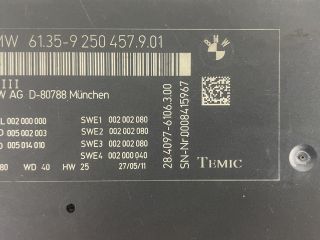 MW 61.35-9 250 457.9.01
III
W AG D-80788 München
L 002 000 000 SWE1 002 002 080
D 005 002 003 SWE2 002 002 080
D 005 014 010 SWE3 002 002 080
SWE4 002 000 040
80 WD 40 HW 25 27/05/11
BMW
28.4097-6106.3.00
SN-Nr.D008415967
TEMIC